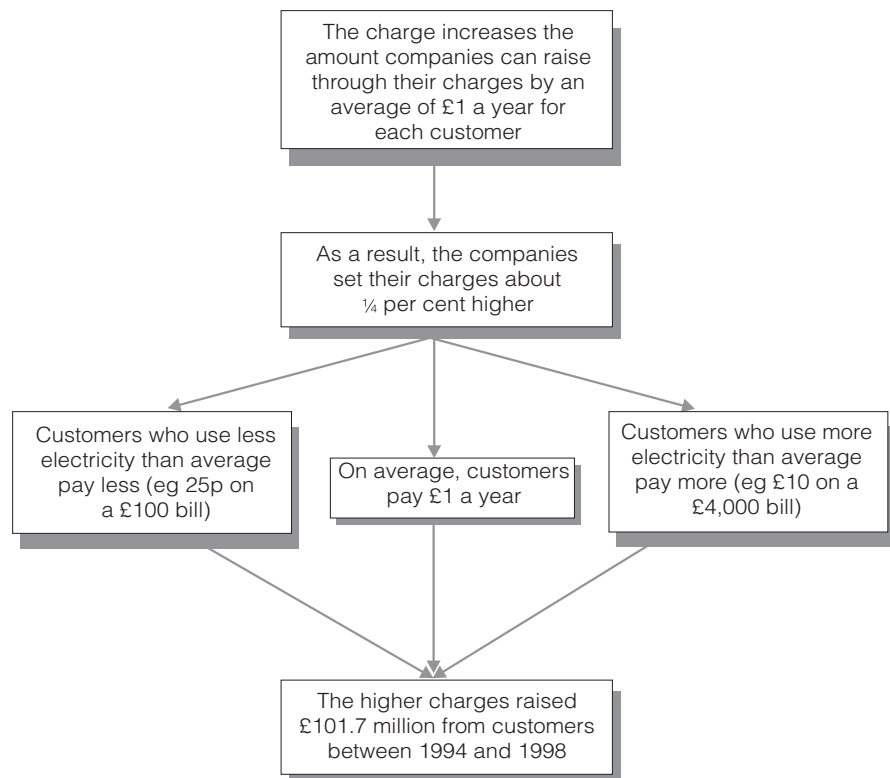 The charge increases the
amount companies can raise
through their charges by an
average of £1 a year for
each customer
As a result, the companies
set their charges about
¼ per cent higher
Customers who use less
electricity than average
pay less (eg 25p on
a £100 bill)
On average, customers
pay £1 a year
Customers who use more
electricity than average
pay more (eg £10 on a
£4,000 bill)
The higher charges raised
£101.7 million from customers
between 1994 and 1998